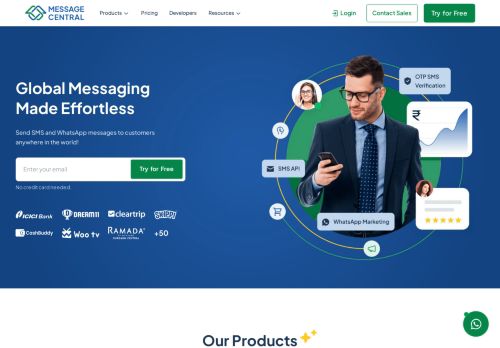 MESSAGE
CENTRAL
Products
Pricing
Developers
Resources
Login
Contact Sales
Try for Free
Global Messaging
Made Effortless
Send SMS and WhatsApp messages to customers
anywhere in the world!
Enter your email
Try for Free
No credit card needed.
OTP SMS
Verification
₹
SMS API
WhatsApp Marketing
ICICI Bank
DREAM11
cleartrip
SKIPPI
CashBuddy
Woo tv
RAMADA
+50
Our Products